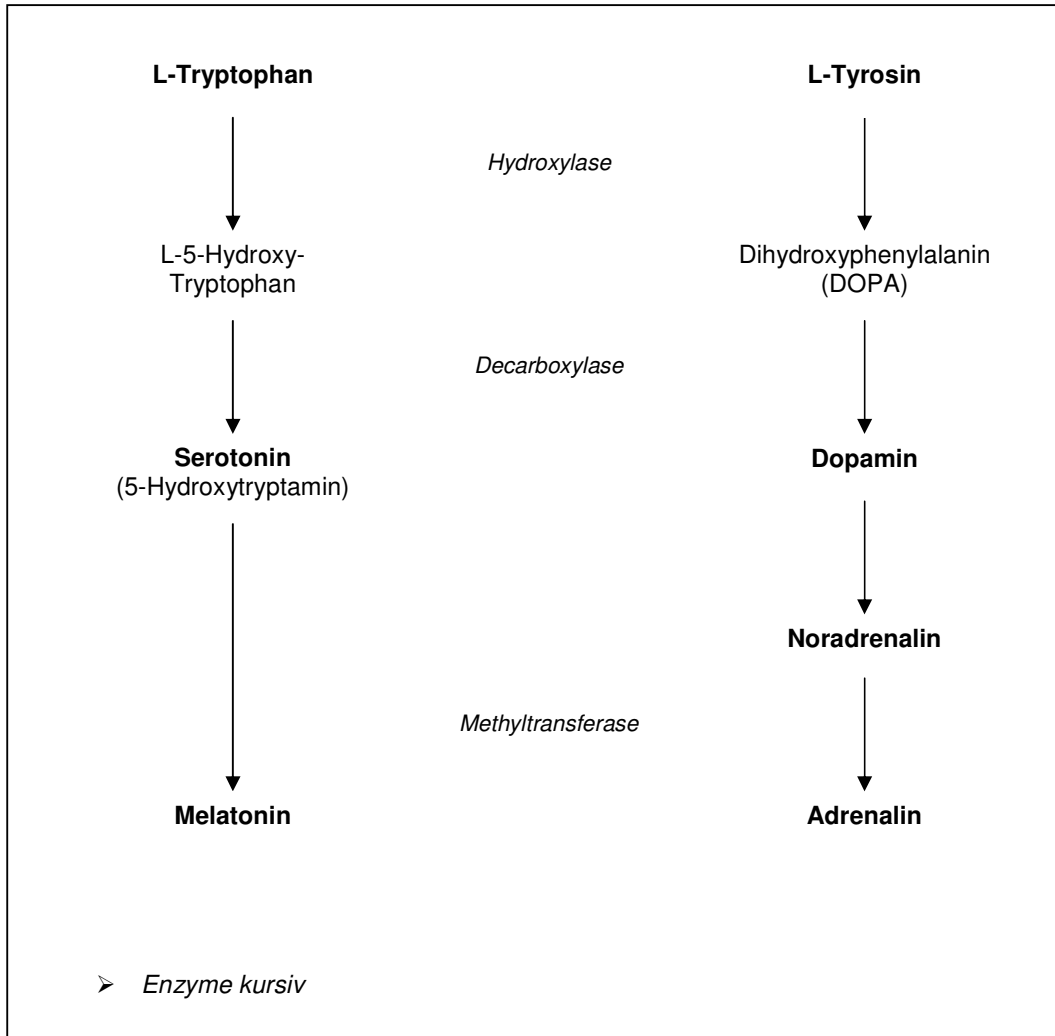 L-Tryptophan
L-Tyrosin
Hydroxylase
L-5-Hydroxy-
Tryptophan
Dihydroxyphenylalanin
(DOPA)
Decarboxylase
Serotonin
(5-Hydroxytryptamin)
Dopamin
Noradrenalin
Methyltransferase
Melatonin
Adrenalin
➢ Enzyme kursiv